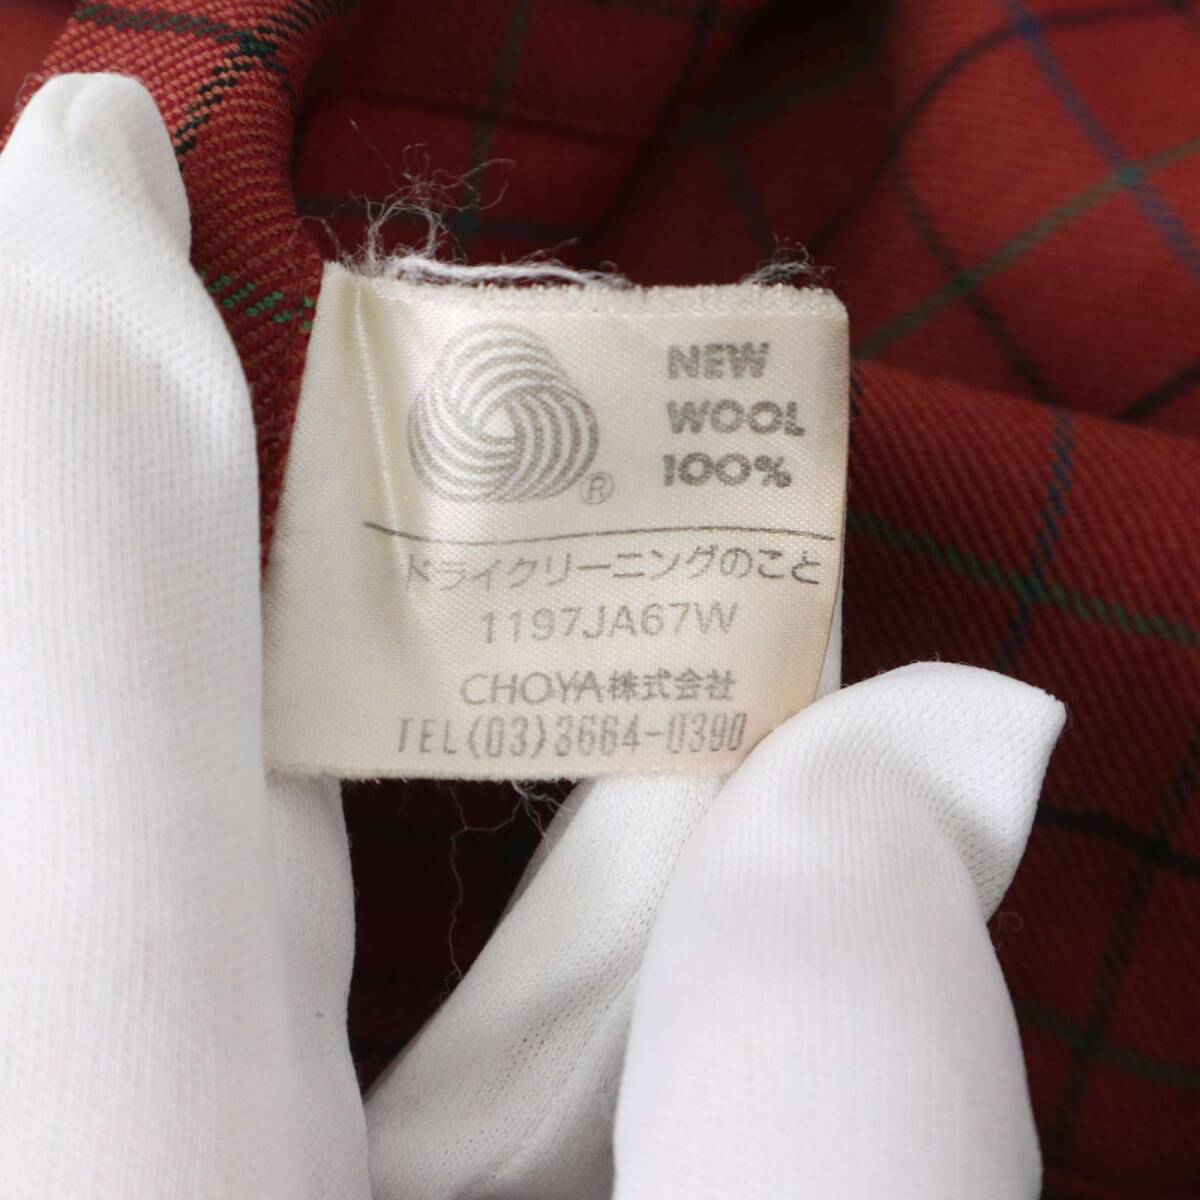 NEW
WOOL
100%
®
ドライクリーニングのこと
1197JA67W
CHOYA株式会社
TEL(03)3664-0390